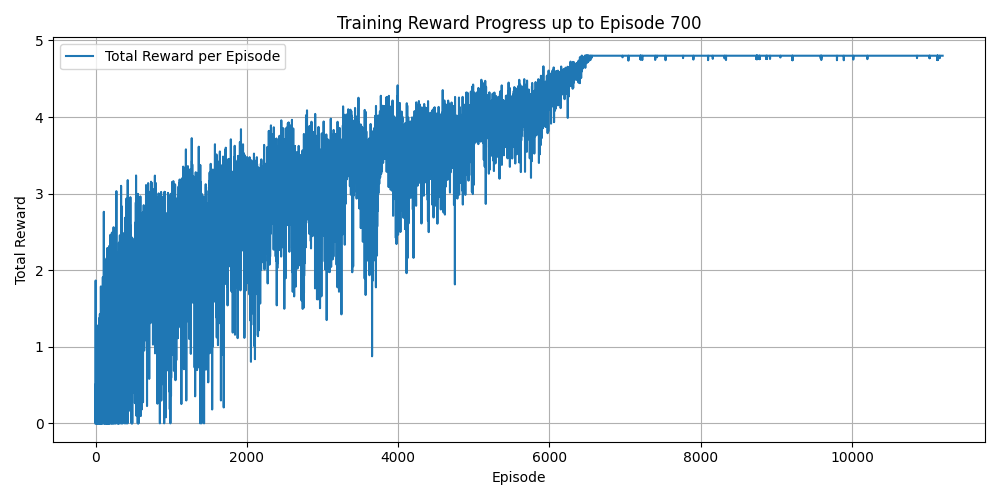 Training Reward Progress up to Episode 700
Total Reward per Episode
Total Reward
5
4
3
2
1
0
0 2000 4000 6000 8000 10000
Episode